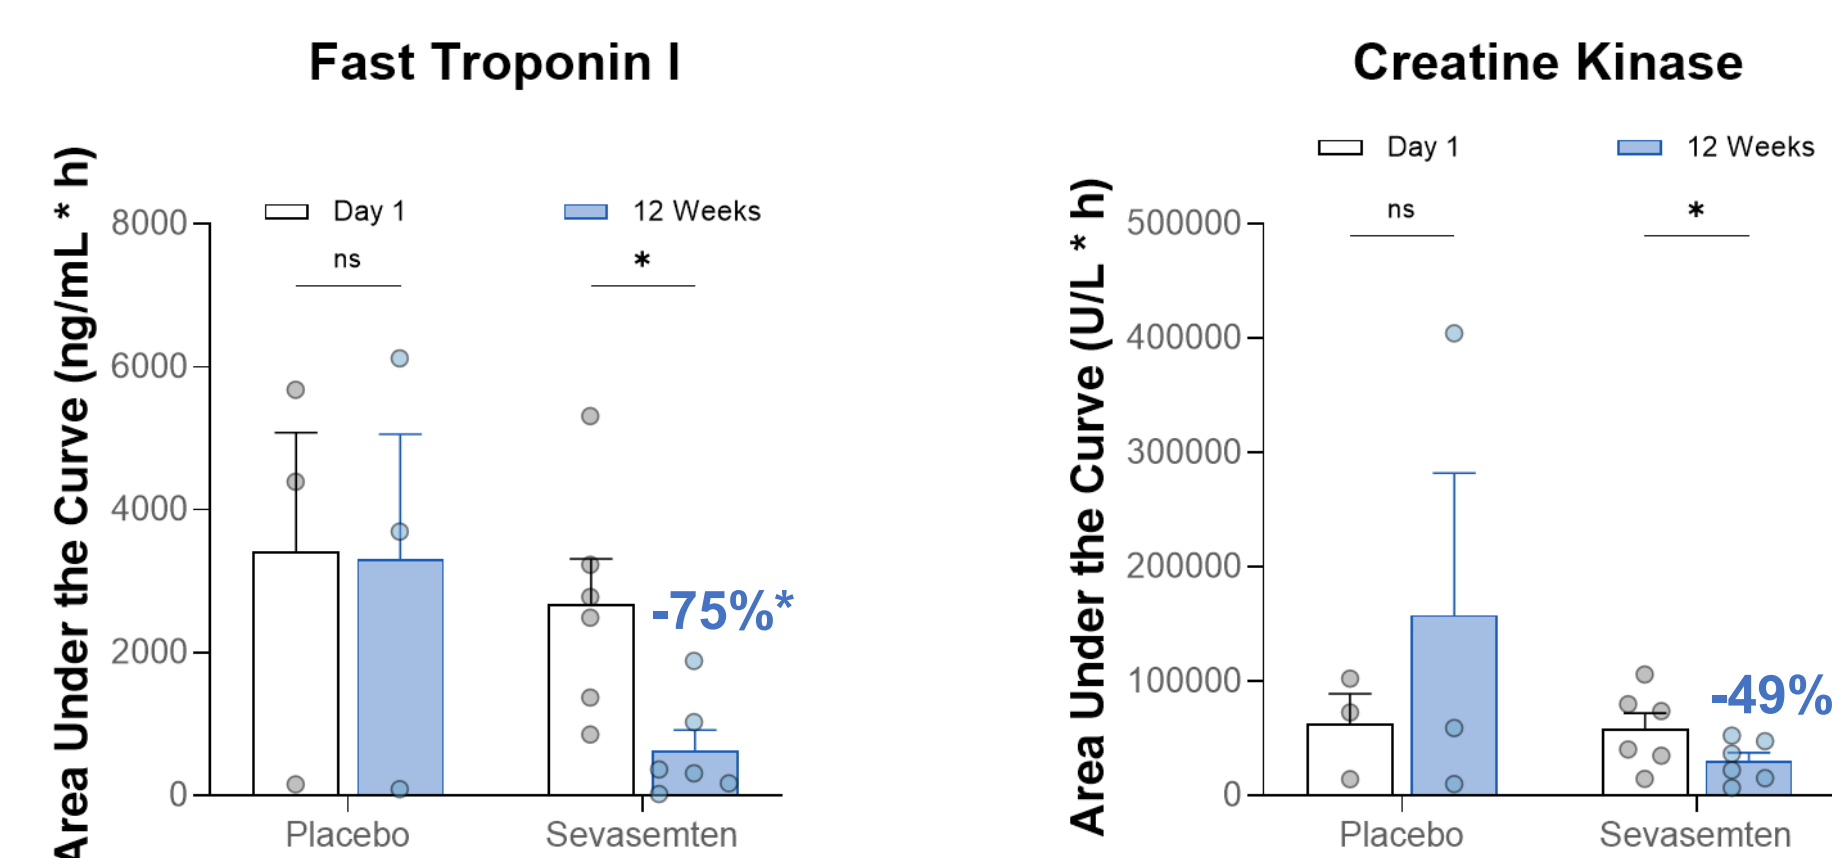 Fast Troponin I
Area Under the Curve (ng/mL * h)
Day 1
12 Weeks
ns
*
8000
6000
4000
2000
0
-75%*
Placebo
Sevasemten
Creatine Kinase
Area Under the Curve (U/L * h)
Day 1
12 Weeks
ns
*
500000
400000
300000
200000
100000
0
-49%
Placebo
Sevasemten